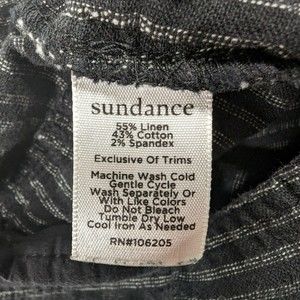 sundance
55% Linen
43% Cotton
2% Spandex
Exclusive Of Trims
Machine Wash Cold
Gentle Cycle
Wash Separately Or
With Like Colors
Do Not Bleach
Tumble Dry Low
Cool Iron As Needed
RN#106205